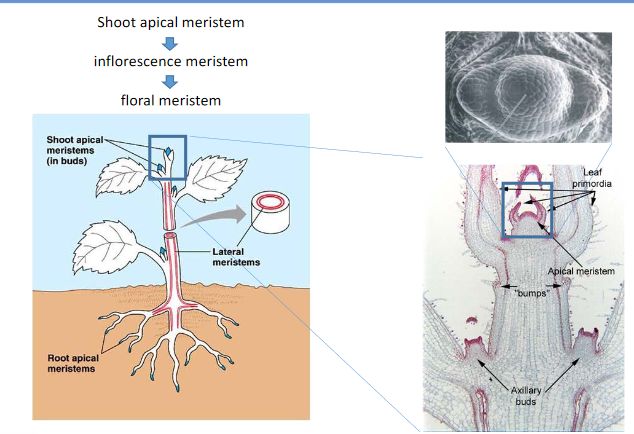 Shoot apical meristem
inflorescence meristem
floral meristem
Shoot apical
meristems
(in buds)
Lateral
meristems
Root apical
meristems
Leaf
primordia
Apical meristem
"bumps"
Axillary
buds